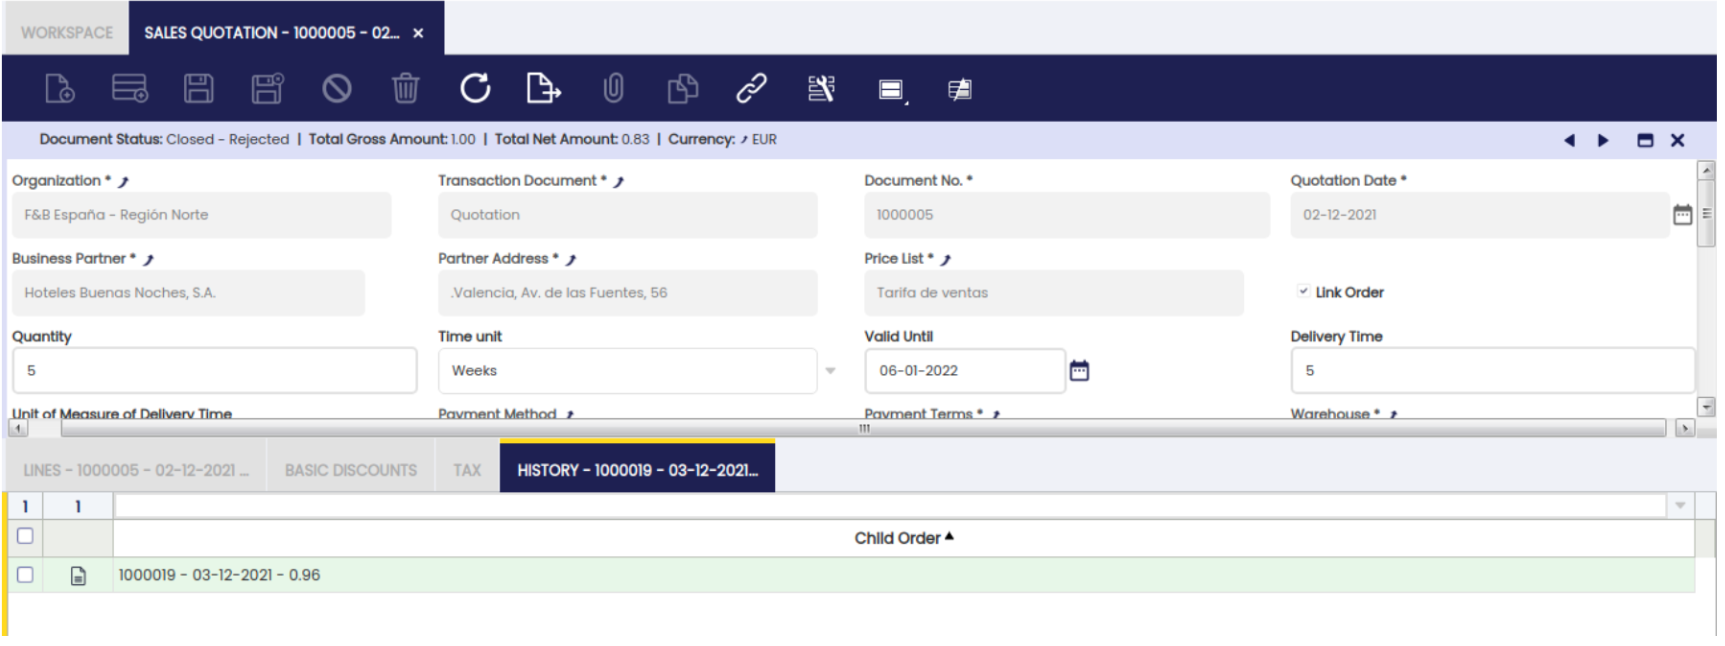 WORKSPACE
SALES QUOTATION - 1000005 - 02... ×
Document Status: Closed - Rejected | Total Gross Amount: 1.00 | Total Net Amount: 0.83 | Currency: EUR
Organization * Transaction Document * Document No. * Quotation Date *
F&B España - Región Norte Quotation 1000005 02-12-2021
Business Partner * Partner Address * Price List *
Hoteles Buenas Noches, S.A. .Valencia, Av. de las Fuentes, 56 Tarifa de ventas Link Order
Quantity Time unit Valid Until Delivery Time
5 Weeks 06-01-2022 5
Unit of Measure of Delivery Time Payment Method Payment Terms * Warehouse *
LINES - 1000005 - 02-12-2021 ... BASIC DISCOUNTS TAX HISTORY - 1000019 - 03-12-2021...
1 1
Child Order
1000019 - 03-12-2021 - 0.96